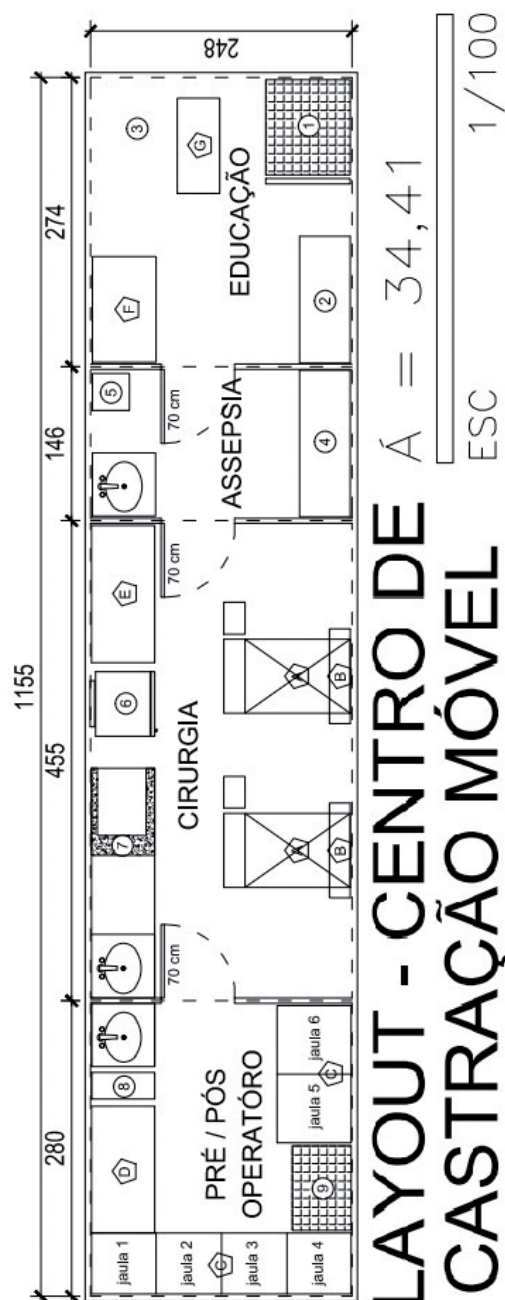 1155
280
455
146
274
248
jaula 1
jaula 2
jaula 3
jaula 4
C
D
8
PRÉ / PÓS
OPERATÓRO
9
jaula 5
jaula 6
C
70 cm
7
6
E
CIRURGIA
A
B
A
B
70 cm
5
ASSEPSIA
4
70 cm
F
3
G
EDUCAÇÃO
2
1
LAYOUT - CENTRO DE
CASTRAÇÃO MÓVEL
Á = 34,41
ESC 1/100